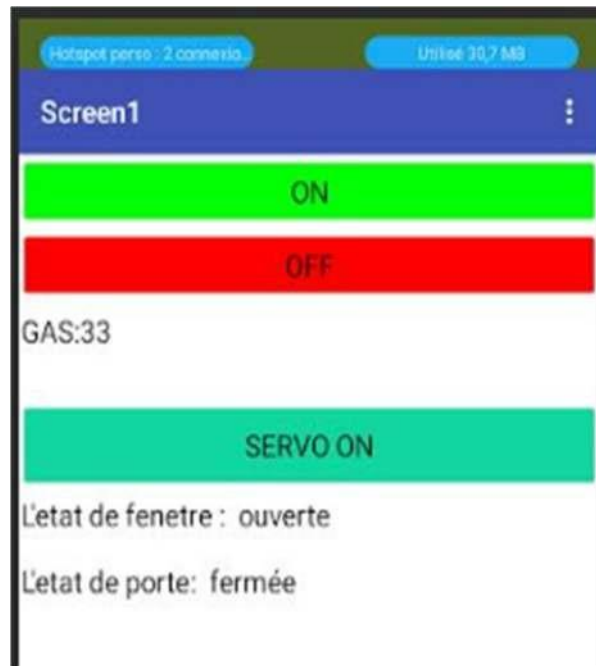 Hotspot perso : 2 connexio...
Utilisé 30,7 MB
Screen1
ON
OFF
GAS:33
SERVO ON
L'etat de fenetre : ouverte
L'etat de porte: fermée